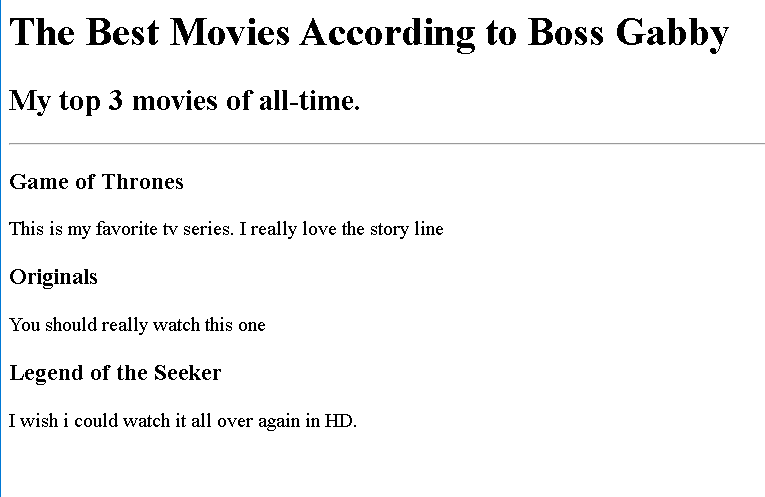 The Best Movies According to Boss Gabby
My top 3 movies of all-time.
Game of Thrones
This is my favorite tv series. I really love the story line
Originals
You should really watch this one
Legend of the Seeker
I wish i could watch it all over again in HD.